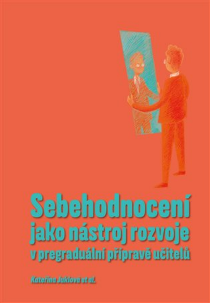 Sebehodnocení
jako nástroj rozvoje
v pregraduální přípravě učitelů
Kateřina Juklová et al.